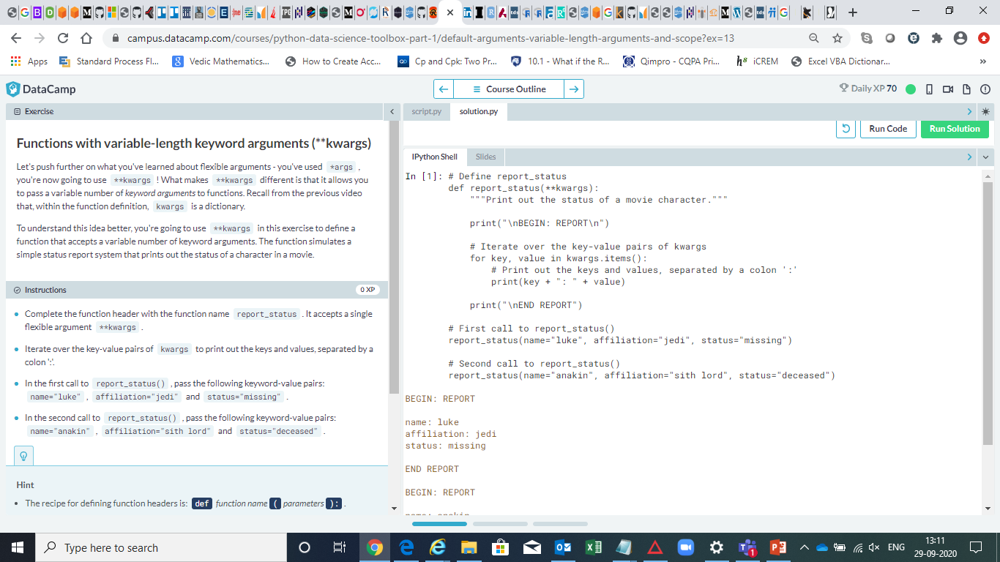 campus.datacamp.com/courses/python-data-science-toolbox-part-1/default-arguments-variable-length-arguments-and-scope?ex=13
Apps
Standard Process Fl...
Vedic Mathematics...
How to Create Acc...
Cp and Cpk: Two Pr...
10.1 - What if the R...
Qimpro - CQPA Pri...
iCREM
Excel VBA Dictionar...
»
DataCamp
Course Outline
Daily XP 70
Exercise
script.py
solution.py
Functions with variable-length keyword arguments (**kwargs)
Let's push further on what you've learned about flexible arguments - you've used *args ,
you're now going to use **kwargs ! What makes **kwargs different is that it allows you
to pass a variable number of keyword arguments to functions. Recall from the previous video
that, within the function definition, kwargs is a dictionary.
To understand this idea better, you're going to use **kwargs in this exercise to define a
function that accepts a variable number of keyword arguments. The function simulates a
simple status report system that prints out the status of a character in a movie.
Instructions
0 XP
• Complete the function header with the function name report_status . It accepts a single
flexible argument **kwargs .
• Iterate over the key-value pairs of kwargs to print out the keys and values, separated by a
colon ':'.
• In the first call to report_status() , pass the following keyword-value pairs:
name="luke" , affiliation="jedi" and status="missing" .
• In the second call to report_status() , pass the following keyword-value pairs:
name="anakin" , affiliation="sith lord" and status="deceased" .
Hint
• The recipe for defining function headers is: def function name ( parameters ): .
Run Code
Run Solution
IPython Shell
Slides
In [1]: # Define report_status
def report_status(**kwargs):
"""Print out the status of a movie character."""
print("\nBEGIN: REPORT\n")
# Iterate over the key-value pairs of kwargs
for key, value in kwargs.items():
# Print out the keys and values, separated by a colon ':'
print(key + ": " + value)
print("\nEND REPORT")
# First call to report_status()
report_status(name="luke", affiliation="jedi", status="missing")
# Second call to report_status()
report_status(name="anakin", affiliation="sith lord", status="deceased")
BEGIN: REPORT
name: luke
affiliation: jedi
status: missing
END REPORT
BEGIN: REPORT
Type here to search
ENG
13:11
29-09-2020